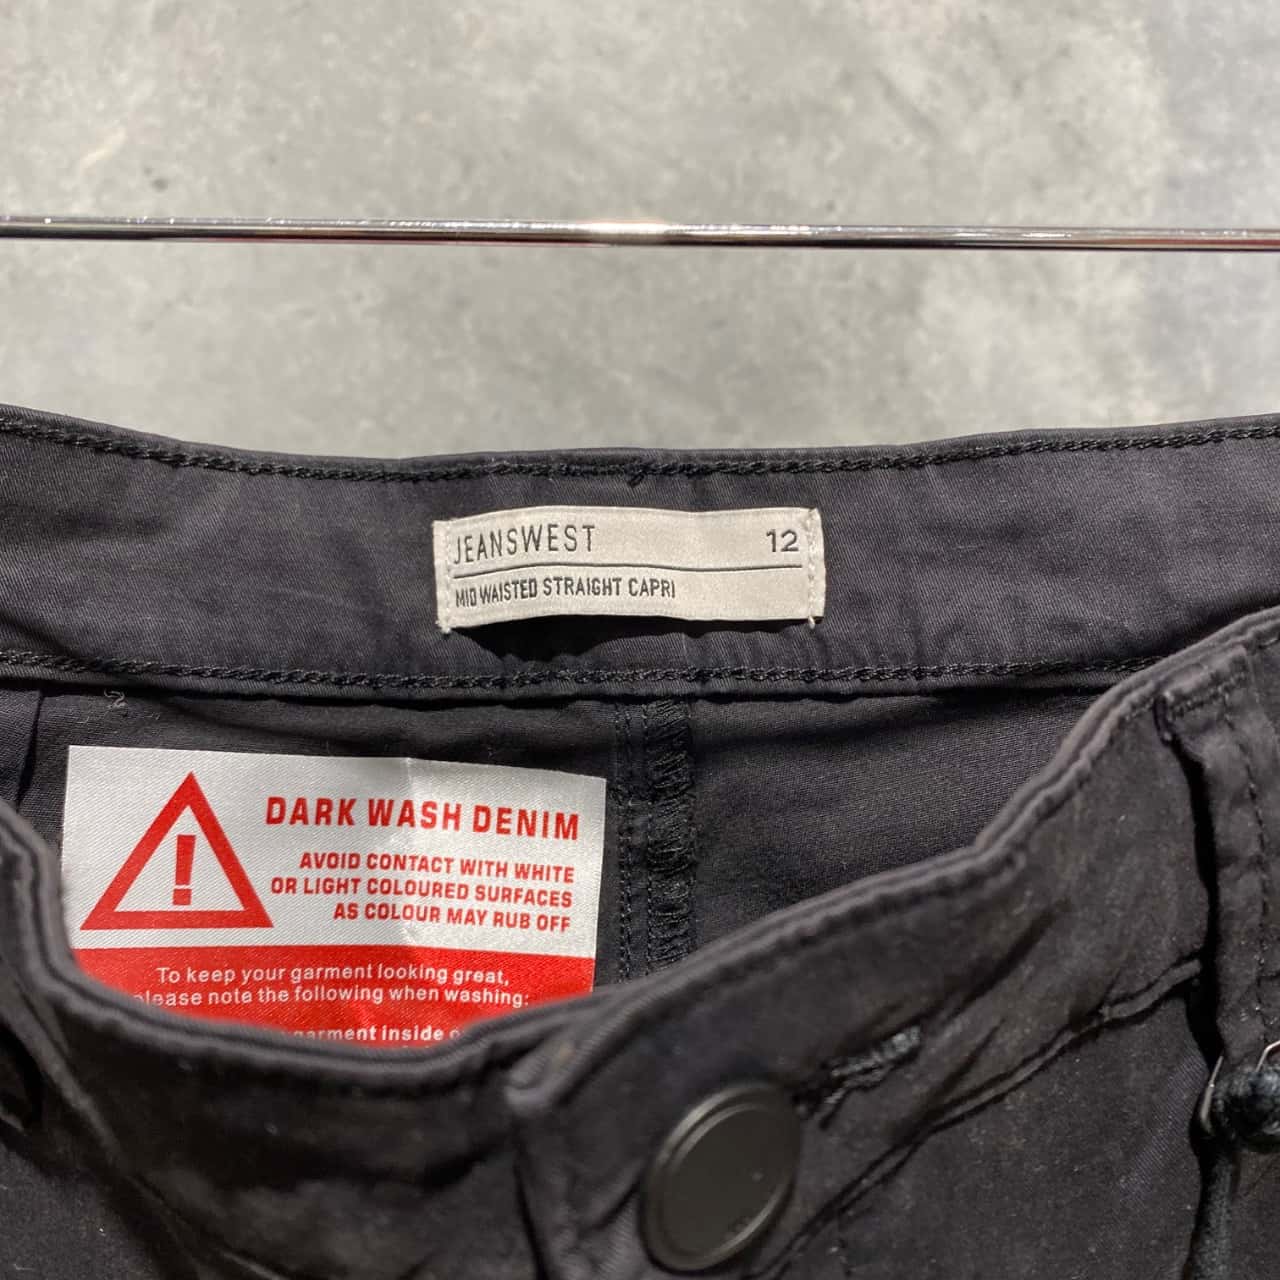 JEANSWEST 12
MID WAISTED STRAIGHT CAPRI
DARK WASH DENIM
AVOID CONTACT WITH WHITE
OR LIGHT COLOURED SURFACES
AS COLOUR MAY RUB OFF
To keep your garment looking great,
please note the following when washing:
garment inside